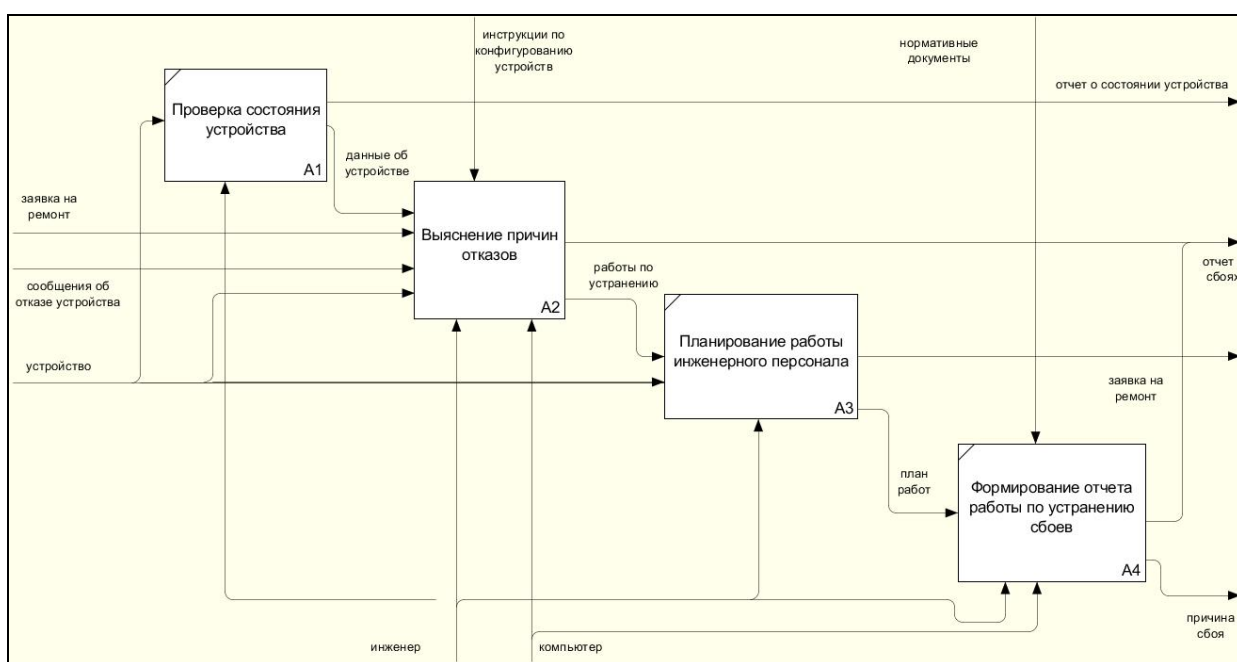 инструкции по
конфигурованию
устройств
нормативные
документы
отчет о состоянии устройства
Проверка состояния
устройства
A1
данные об
устройстве
заявка на
ремонт
Выяснение причин
отказов
A2
сообщения об
отказе устройства
работы по
устранению
отчет
сбоях
устройство
Планирование работы
инженерного персонала
A3
заявка на
ремонт
план
работ
Формирование отчета
работы по устранению
сбоев
A4
причина
сбоя
инженер
компьютер